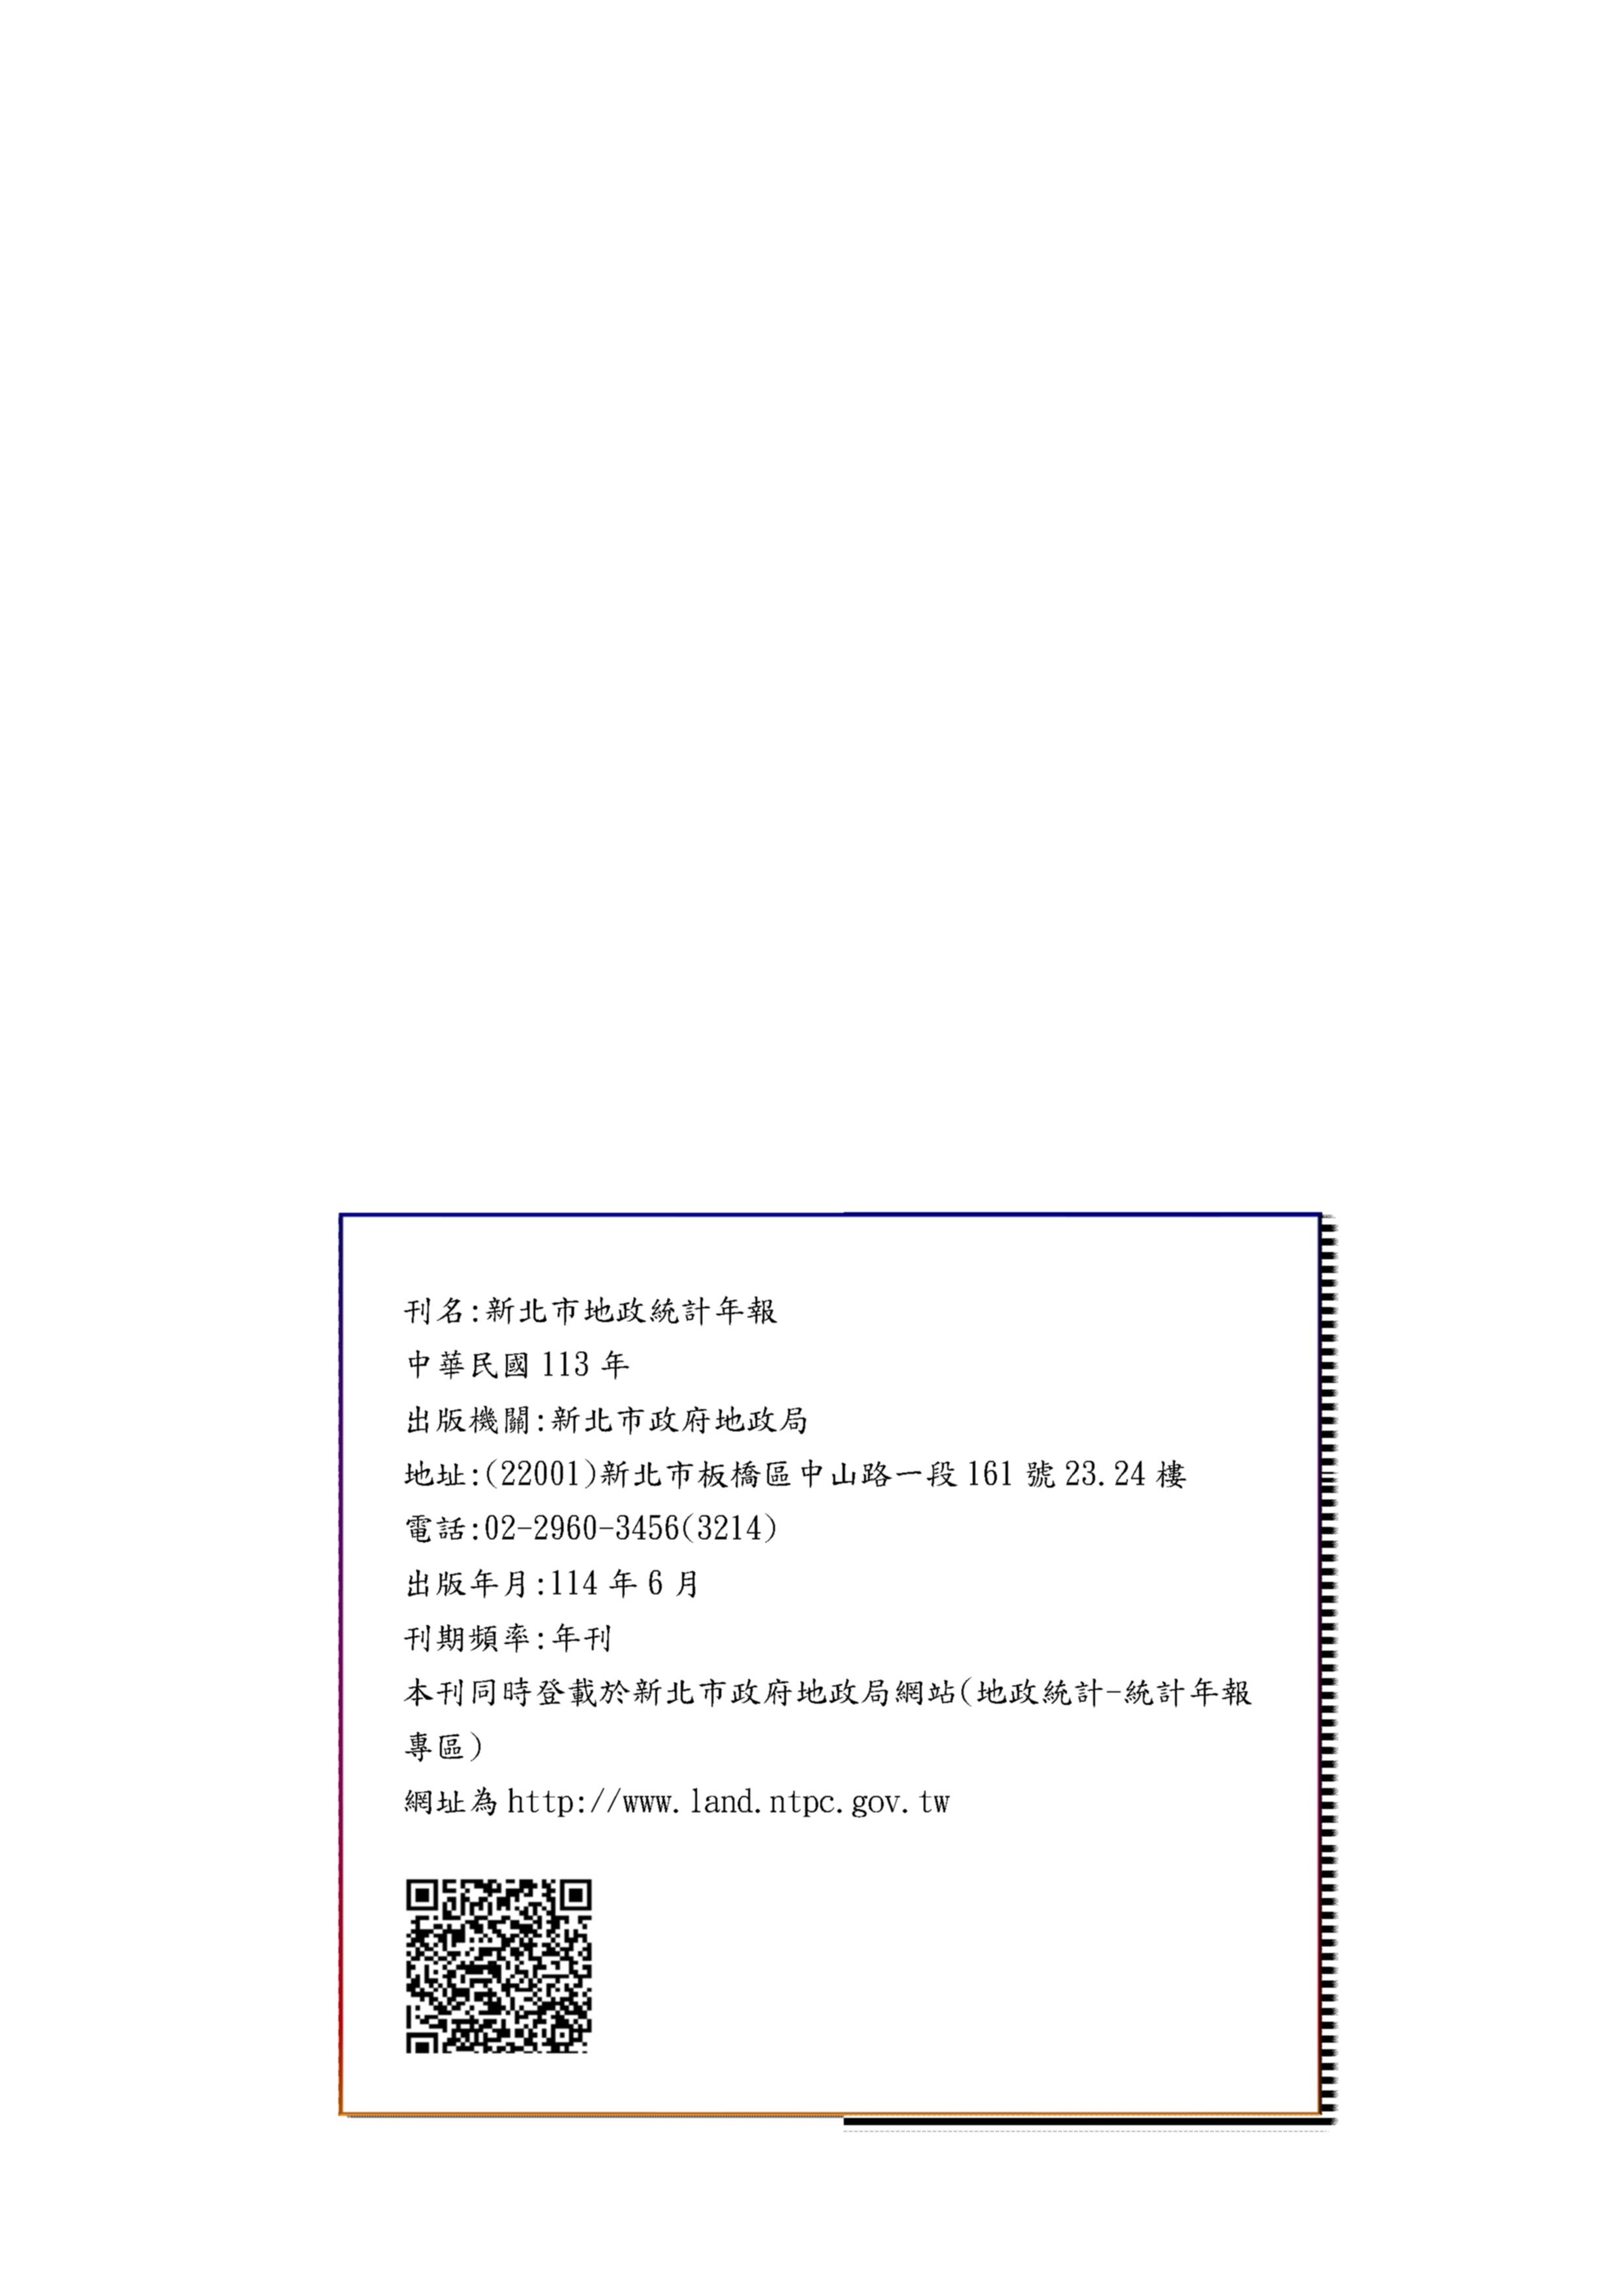 刊名:新北市地政統計年報
中華民國 113 年
出版機關:新北市政府地政局
地址:(22001)新北市板橋區中山路一段 161 號 23.24 樓
電話:02-2960-3456(3214)
出版年月:114 年 6 月
刊期頻率:年刊
本刊同時登載於新北市政府地政局網站(地政統計-統計年報
專區)
網址為 http://www.land.ntpc.gov.tw